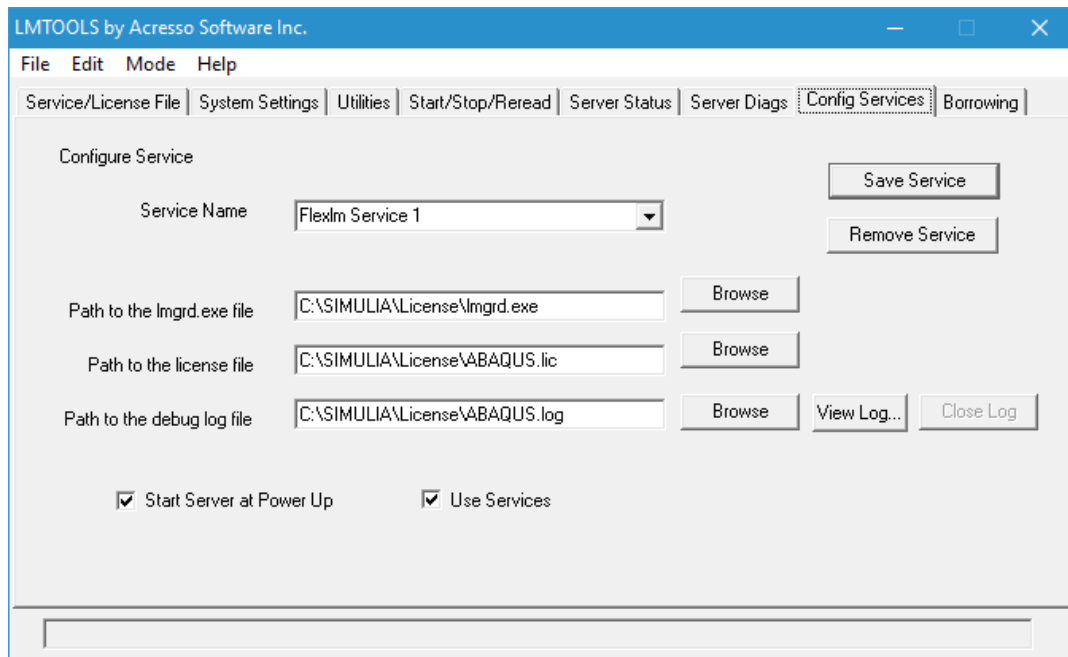 LMTOOLS by Acresso Software Inc.
File Edit Mode Help
Service/License File System Settings Utilities Start/Stop/Reread Server Status Server Diags Config Services Borrowing
Configure Service
Save Service
Service Name Flexlm Service 1
Remove Service
Path to the lmgrd.exe file C:\SIMULIA\License\lmgrd.exe Browse
Path to the license file C:\SIMULIA\License\ABAQUS.lic Browse
Path to the debug log file C:\SIMULIA\License\ABAQUS.log Browse View Log... Close Log
Start Server at Power Up Use Services